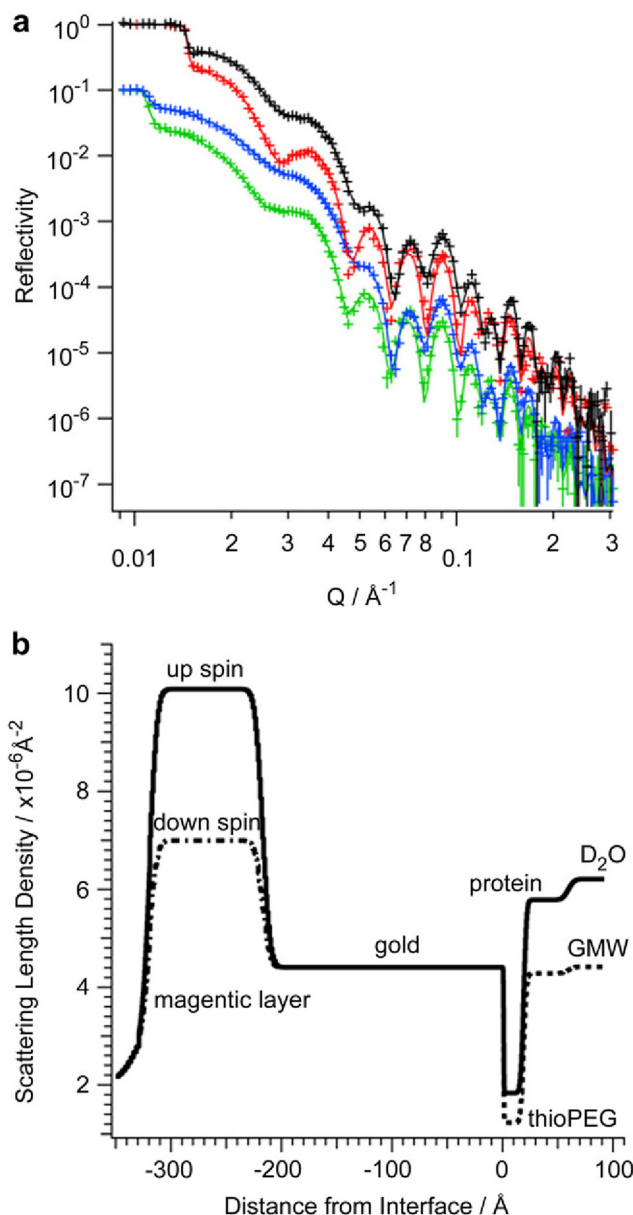 a
10⁰
10⁻¹
10⁻²
10⁻³
10⁻⁴
10⁻⁵
10⁻⁶
10⁻⁷
Reflectivity
0.01 2 3 4 5 6 7 8 0.1 2 3
Q / Å⁻¹
b
10
8
6
4
2
Scattering Length Density / x10⁻⁶Å⁻²
up spin
down spin
magentic layer
gold
protein
D₂O
GMW
thioPEG
-300 -200 -100 0 100
Distance from Interface / Å